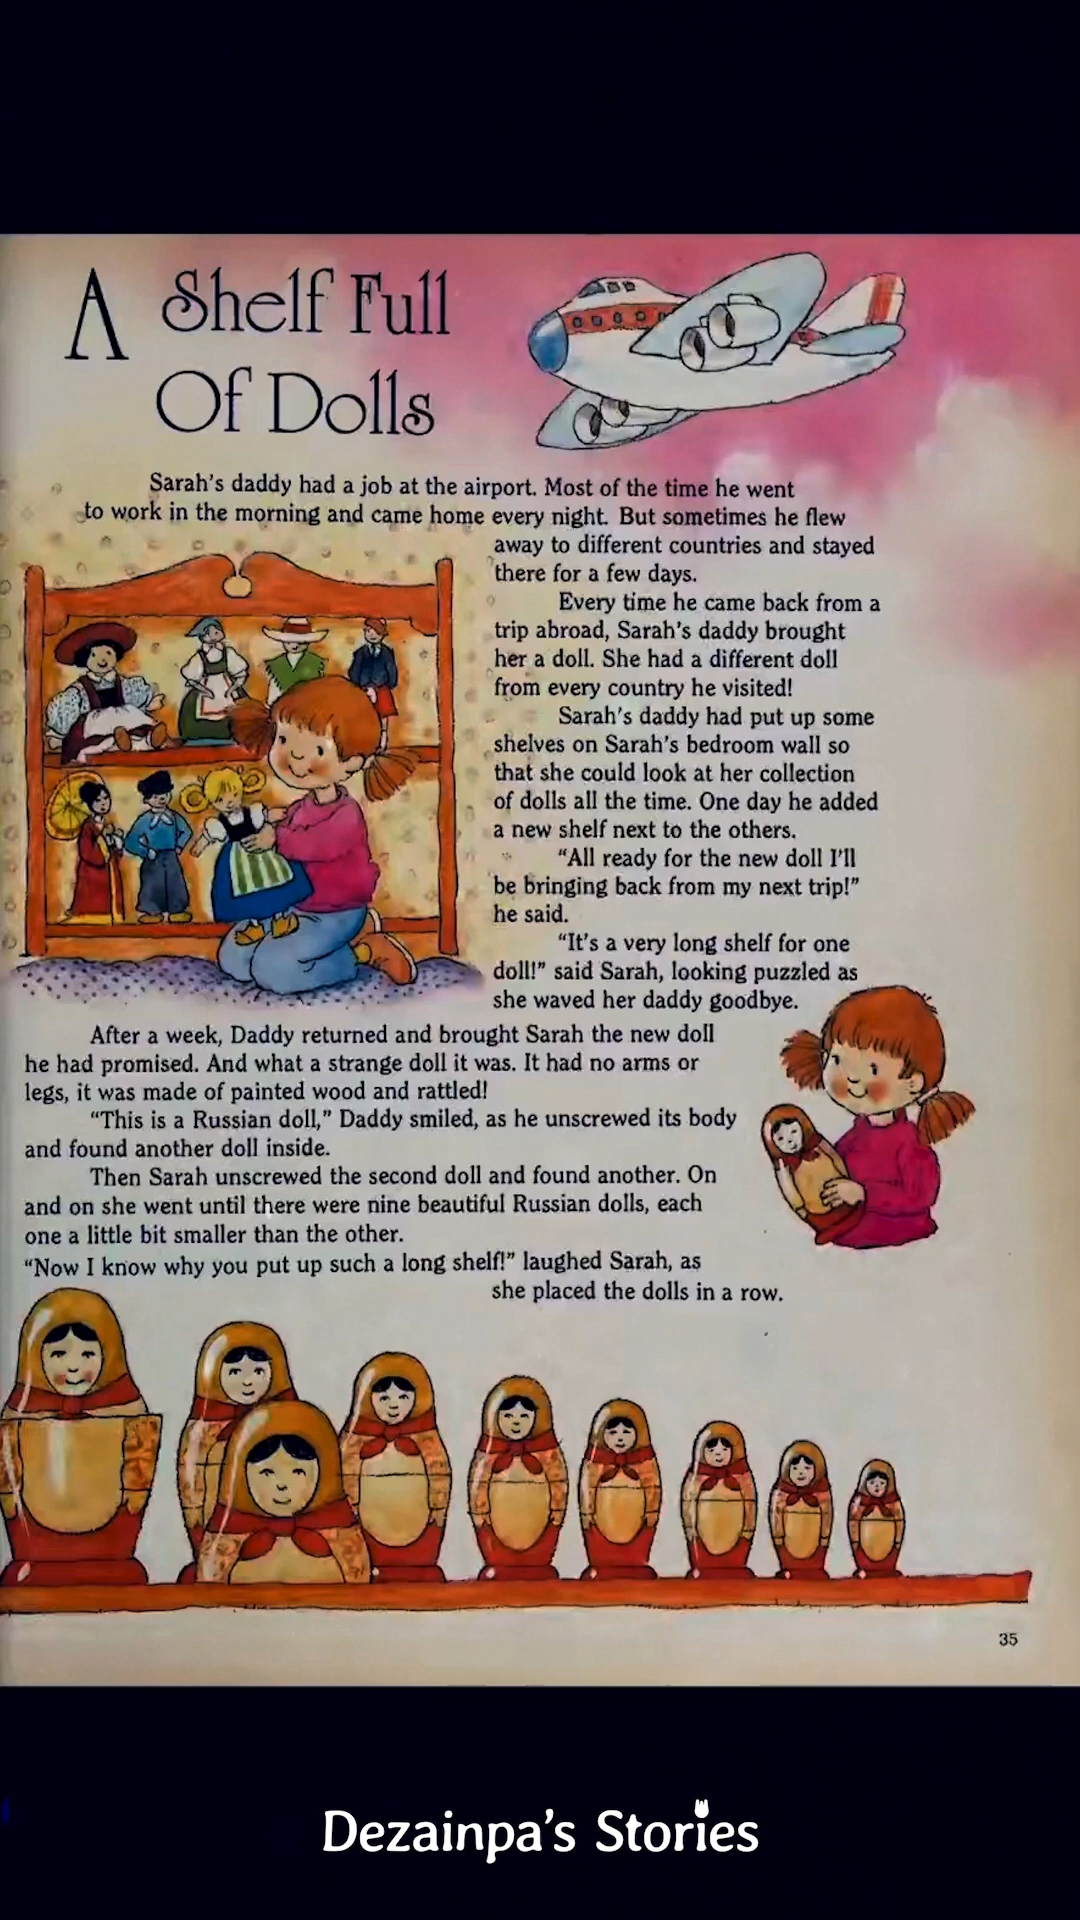 A Shelf Full
Of Dolls
Sarah's daddy had a job at the airport. Most of the time he went
to work in the morning and came home every night. But sometimes he flew
away to different countries and stayed
there for a few days.
Every time he came back from a
trip abroad, Sarah's daddy brought
her a doll. She had a different doll
from every country he visited!
Sarah's daddy had put up some
shelves on Sarah's bedroom wall so
that she could look at her collection
of dolls all the time. One day he added
a new shelf next to the others.
"All ready for the new doll I'll
be bringing back from my next trip!"
he said.
"It's a very long shelf for one
doll!" said Sarah, looking puzzled as
she waved her daddy goodbye.
After a week, Daddy returned and brought Sarah the new doll
he had promised. And what a strange doll it was. It had no arms or
legs, it was made of painted wood and rattled!
"This is a Russian doll," Daddy smiled, as he unscrewed its body
and found another doll inside.
Then Sarah unscrewed the second doll and found another. On
and on she went until there were nine beautiful Russian dolls, each
one a little bit smaller than the other.
"Now I know why you put up such a long shelf!" laughed Sarah, as
she placed the dolls in a row.
35
Dezainpa's Stories